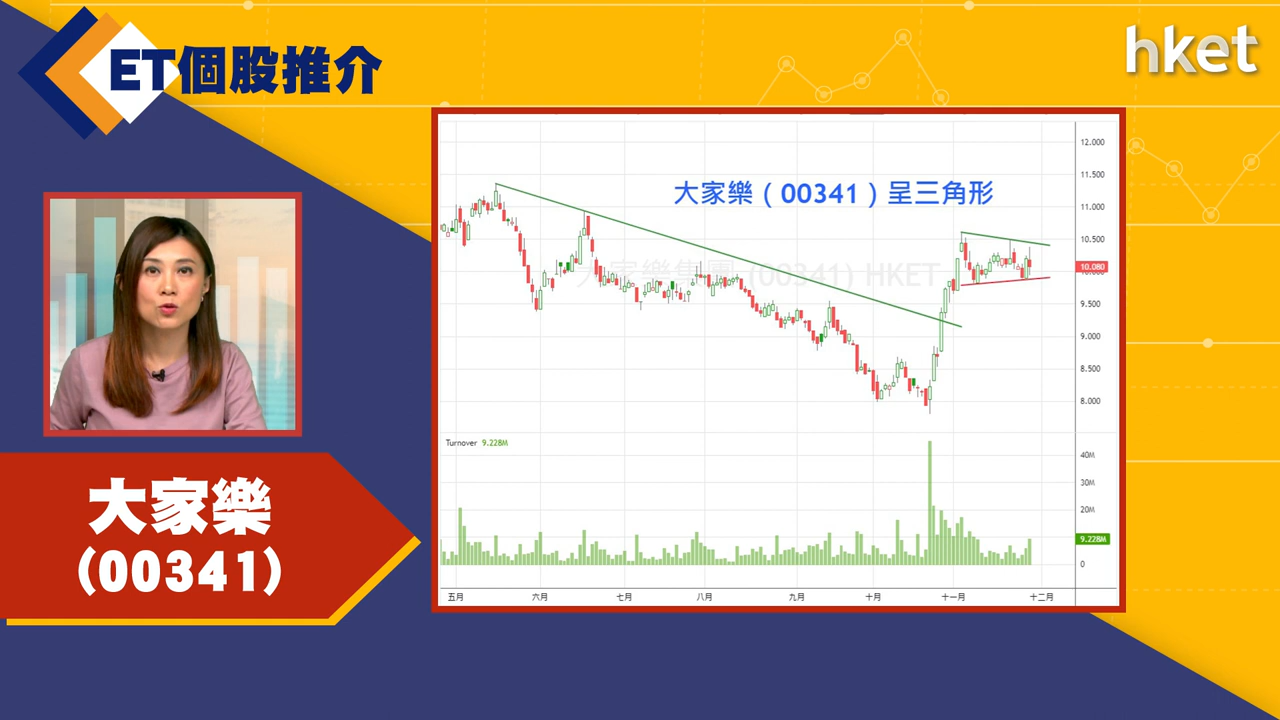 ET個股推介
hket
大家樂
(00341)
大家樂（00341）呈三角形
大家樂集團 (00341) HKET
12.000
11.500
11.000
10.500
10.080
10.000
9.500
9.000
8.500
8.000
Turnover 9.228M
40M
30M
20M
9.228M
0
五月 六月 七月 八月 九月 十月 十一月 十二月